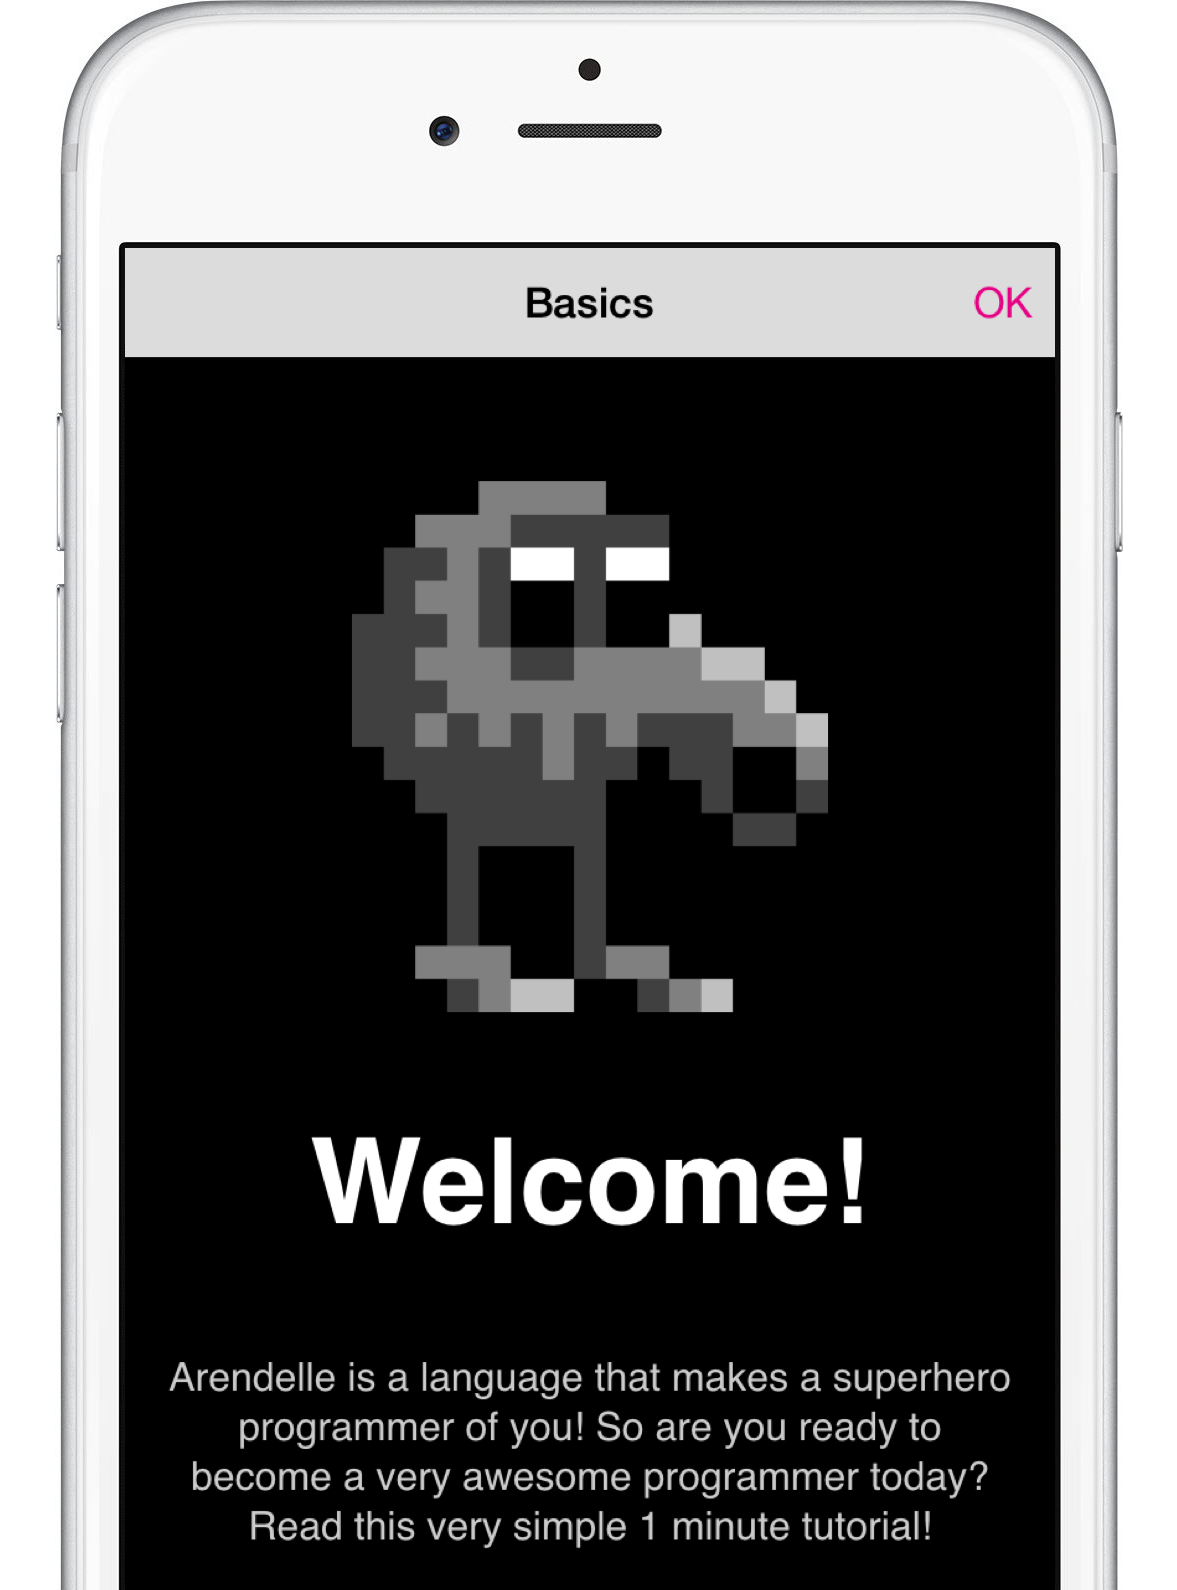 Basics
OK
Welcome!
Arendelle is a language that makes a superhero
programmer of you! So are you ready to
become a very awesome programmer today?
Read this very simple 1 minute tutorial!